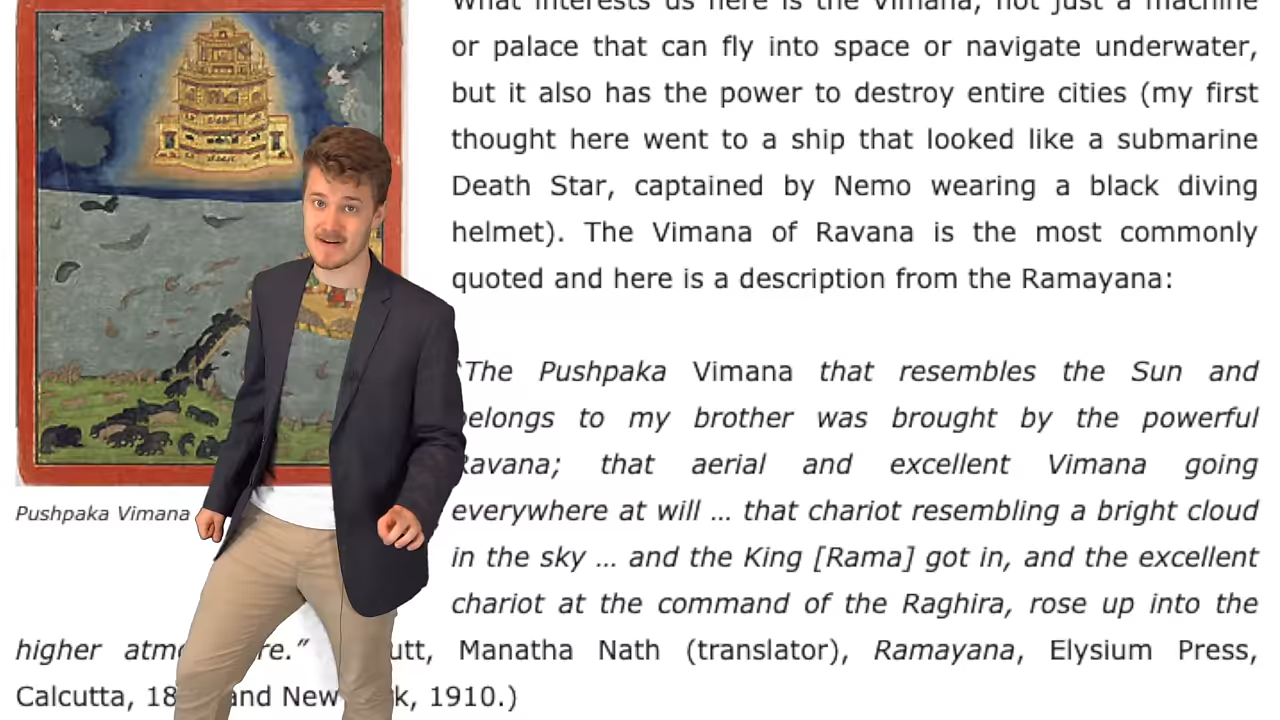 What interests us here is the Vimana, not just a machine
or palace that can fly into space or navigate underwater,
but it also has the power to destroy entire cities (my first
thought here went to a ship that looked like a submarine
Death Star, captained by Nemo wearing a black diving
helmet). The Vimana of Ravana is the most commonly
quoted and here is a description from the Ramayana:
“The Pushpaka Vimana that resembles the Sun and
belongs to my brother was brought by the powerful
Ravana; that aerial and excellent Vimana going
everywhere at will … that chariot resembling a bright cloud
in the sky … and the King [Rama] got in, and the excellent
chariot at the command of the Raghira, rose up into the
higher re.” utt, Manatha Nath (translator), Ramayana, Elysium Press,
Calcutta, 18 and New k, 1910.)
Pushpaka Vimana